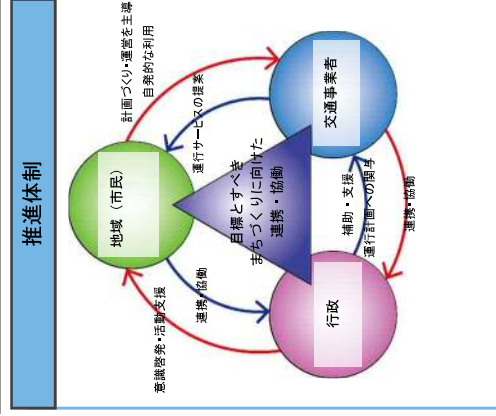 推進体制
計画づくり・運営を主導
自発的な利用
運行サービスの提案
地域（市民）
交通事業者
目標とすべき
まちづくりに向けた
連携・協働
意識啓発・活動支援
連携・協働
行政
補助・支援
運行計画への関与
連携・協働